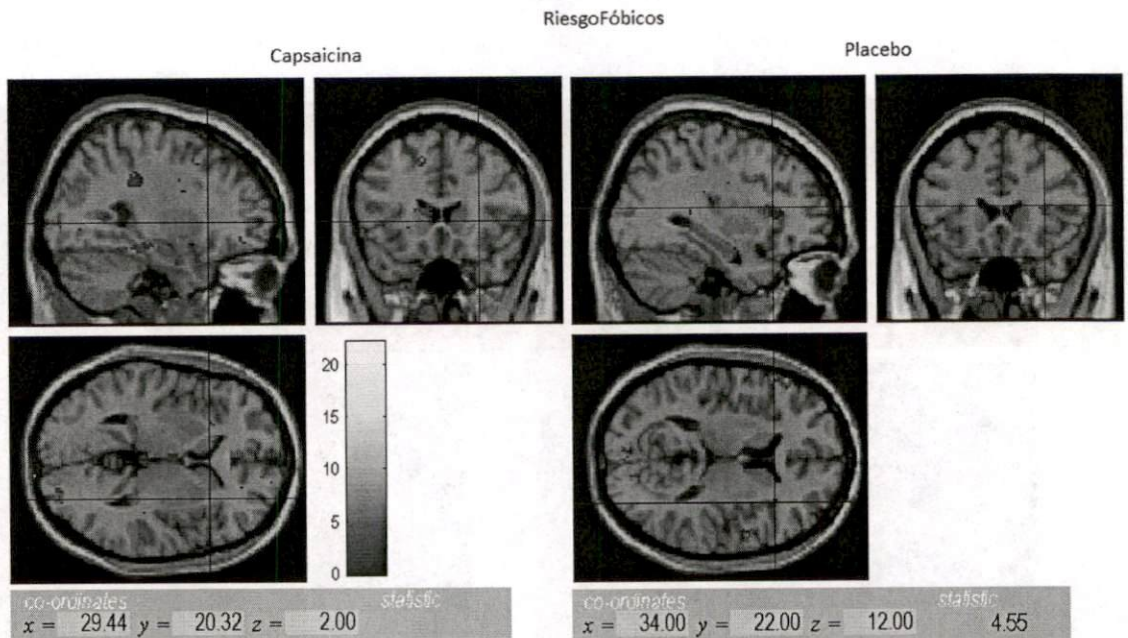 RiesgoFóbicos
Capsaicina
Placebo
20
15
10
5
0
co-ordinates statistic
x = 29.44 y = 20.32 z = 2.00
co-ordinates statistic
x = 34.00 y = 22.00 z = 12.00 4.55